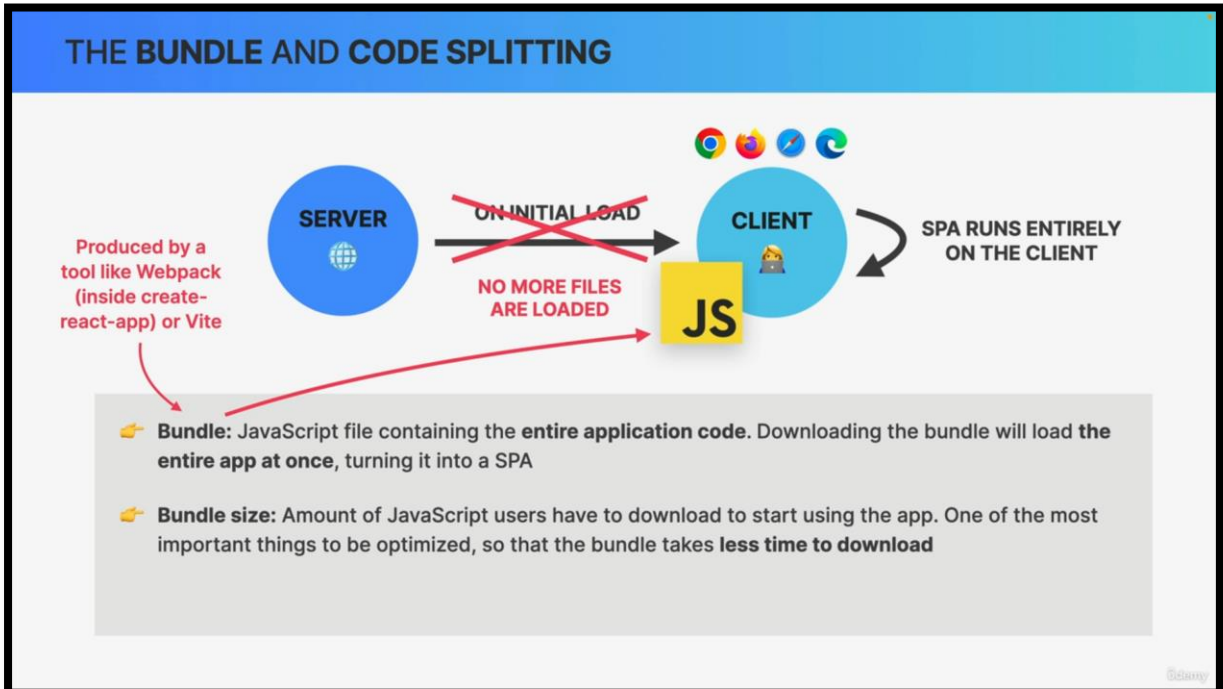 THE BUNDLE AND CODE SPLITTING
SERVER
ON INITIAL LOAD
CLIENT
SPA RUNS ENTIRELY
ON THE CLIENT
Produced by a
tool like Webpack
(inside create-
react-app) or Vite
NO MORE FILES
ARE LOADED
JS
👉 Bundle: JavaScript file containing the entire application code. Downloading the bundle will load the
entire app at once, turning it into a SPA
👉 Bundle size: Amount of JavaScript users have to download to start using the app. One of the most
important things to be optimized, so that the bundle takes less time to download
ûdemy